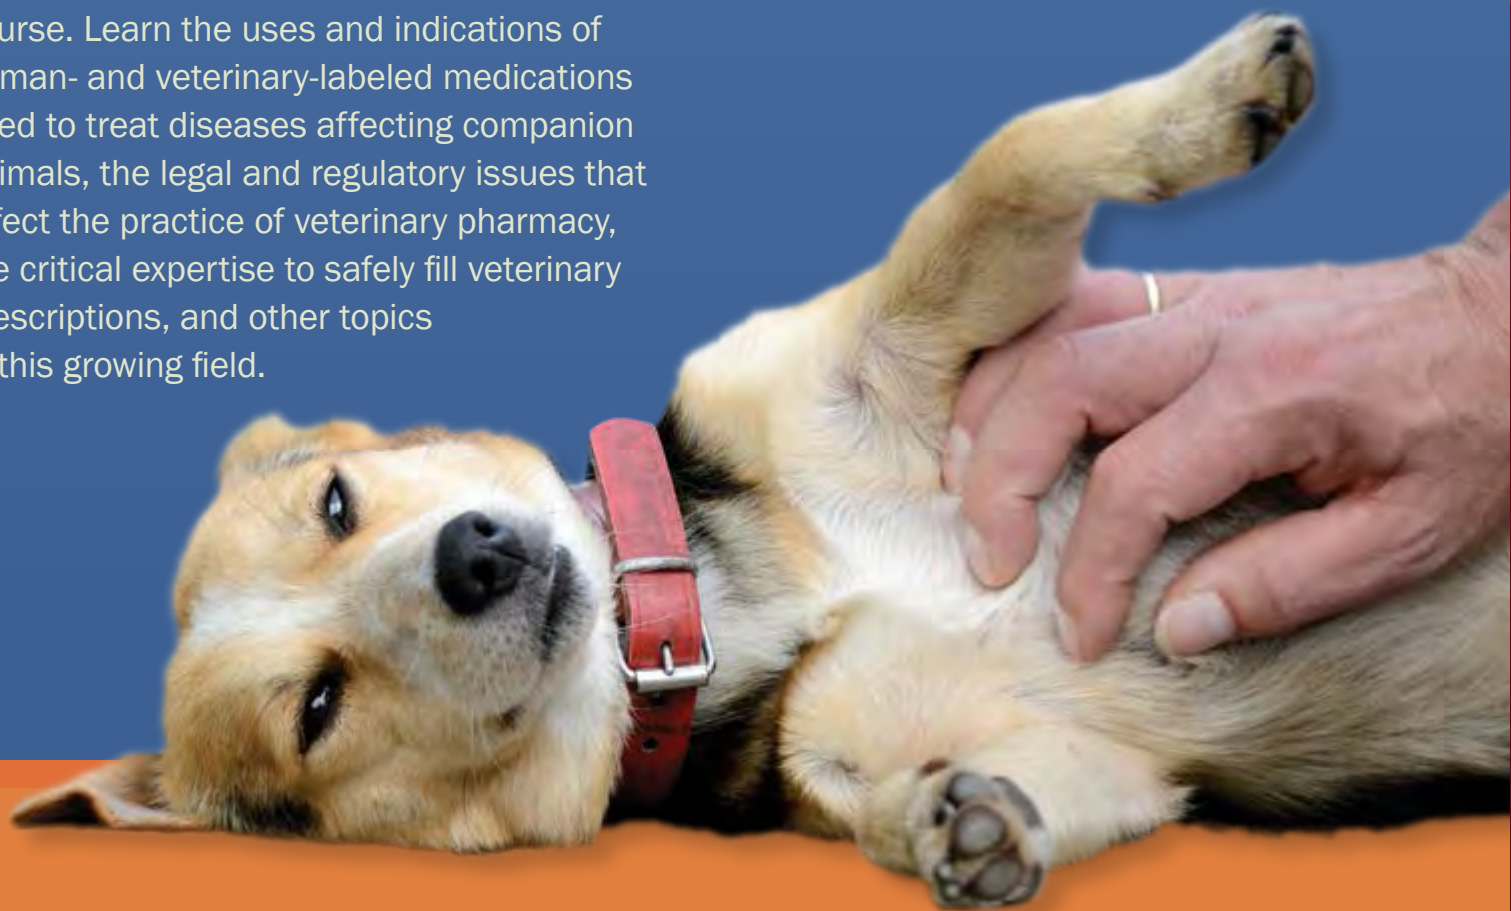 urse. Learn the uses and indications of
man- and veterinary-labeled medications
ed to treat diseases affecting companion
imals, the legal and regulatory issues that
fect the practice of veterinary pharmacy,
e critical expertise to safely fill veterinary
escriptions, and other topics
this growing field.